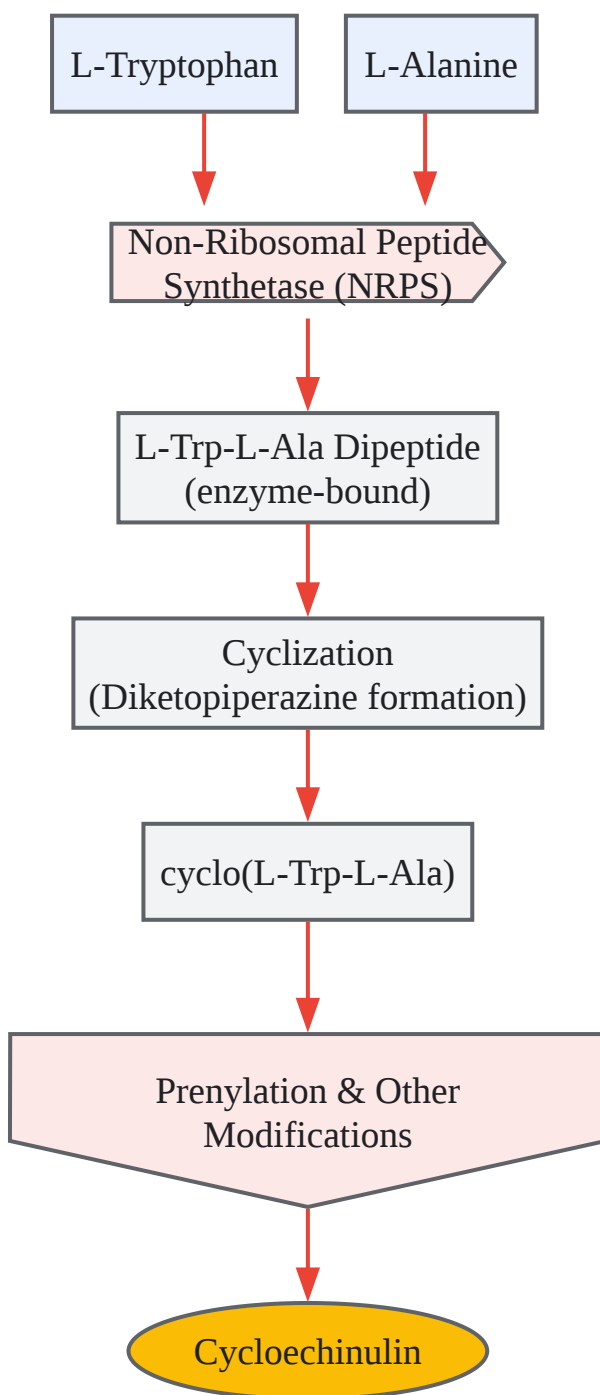 L-Tryptophan
L-Alanine
Non-Ribosomal Peptide
Synthetase (NRPS)
L-Trp-L-Ala Dipeptide
(enzyme-bound)
Cyclization
(Diketopiperazine formation)
cyclo(L-Trp-L-Ala)
Prenylation & Other
Modifications
Cycloechinulin